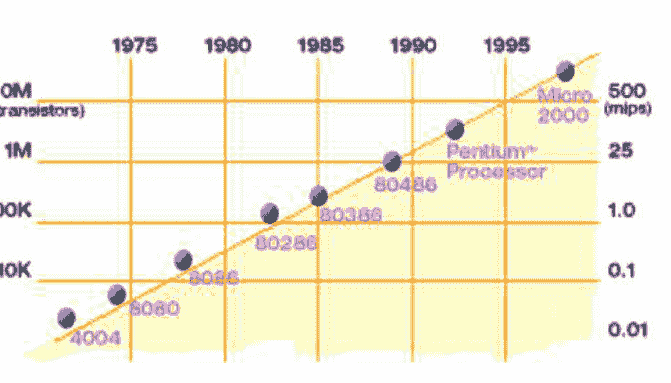 1975 1980 1985 1990 1995
0M 500
ransistors) (mips)
Micro
2000
1M 25
Pentium™
Processor
80486
00K 1.0
80386
80286
10K 0.1
8086
8080
4004 0.01